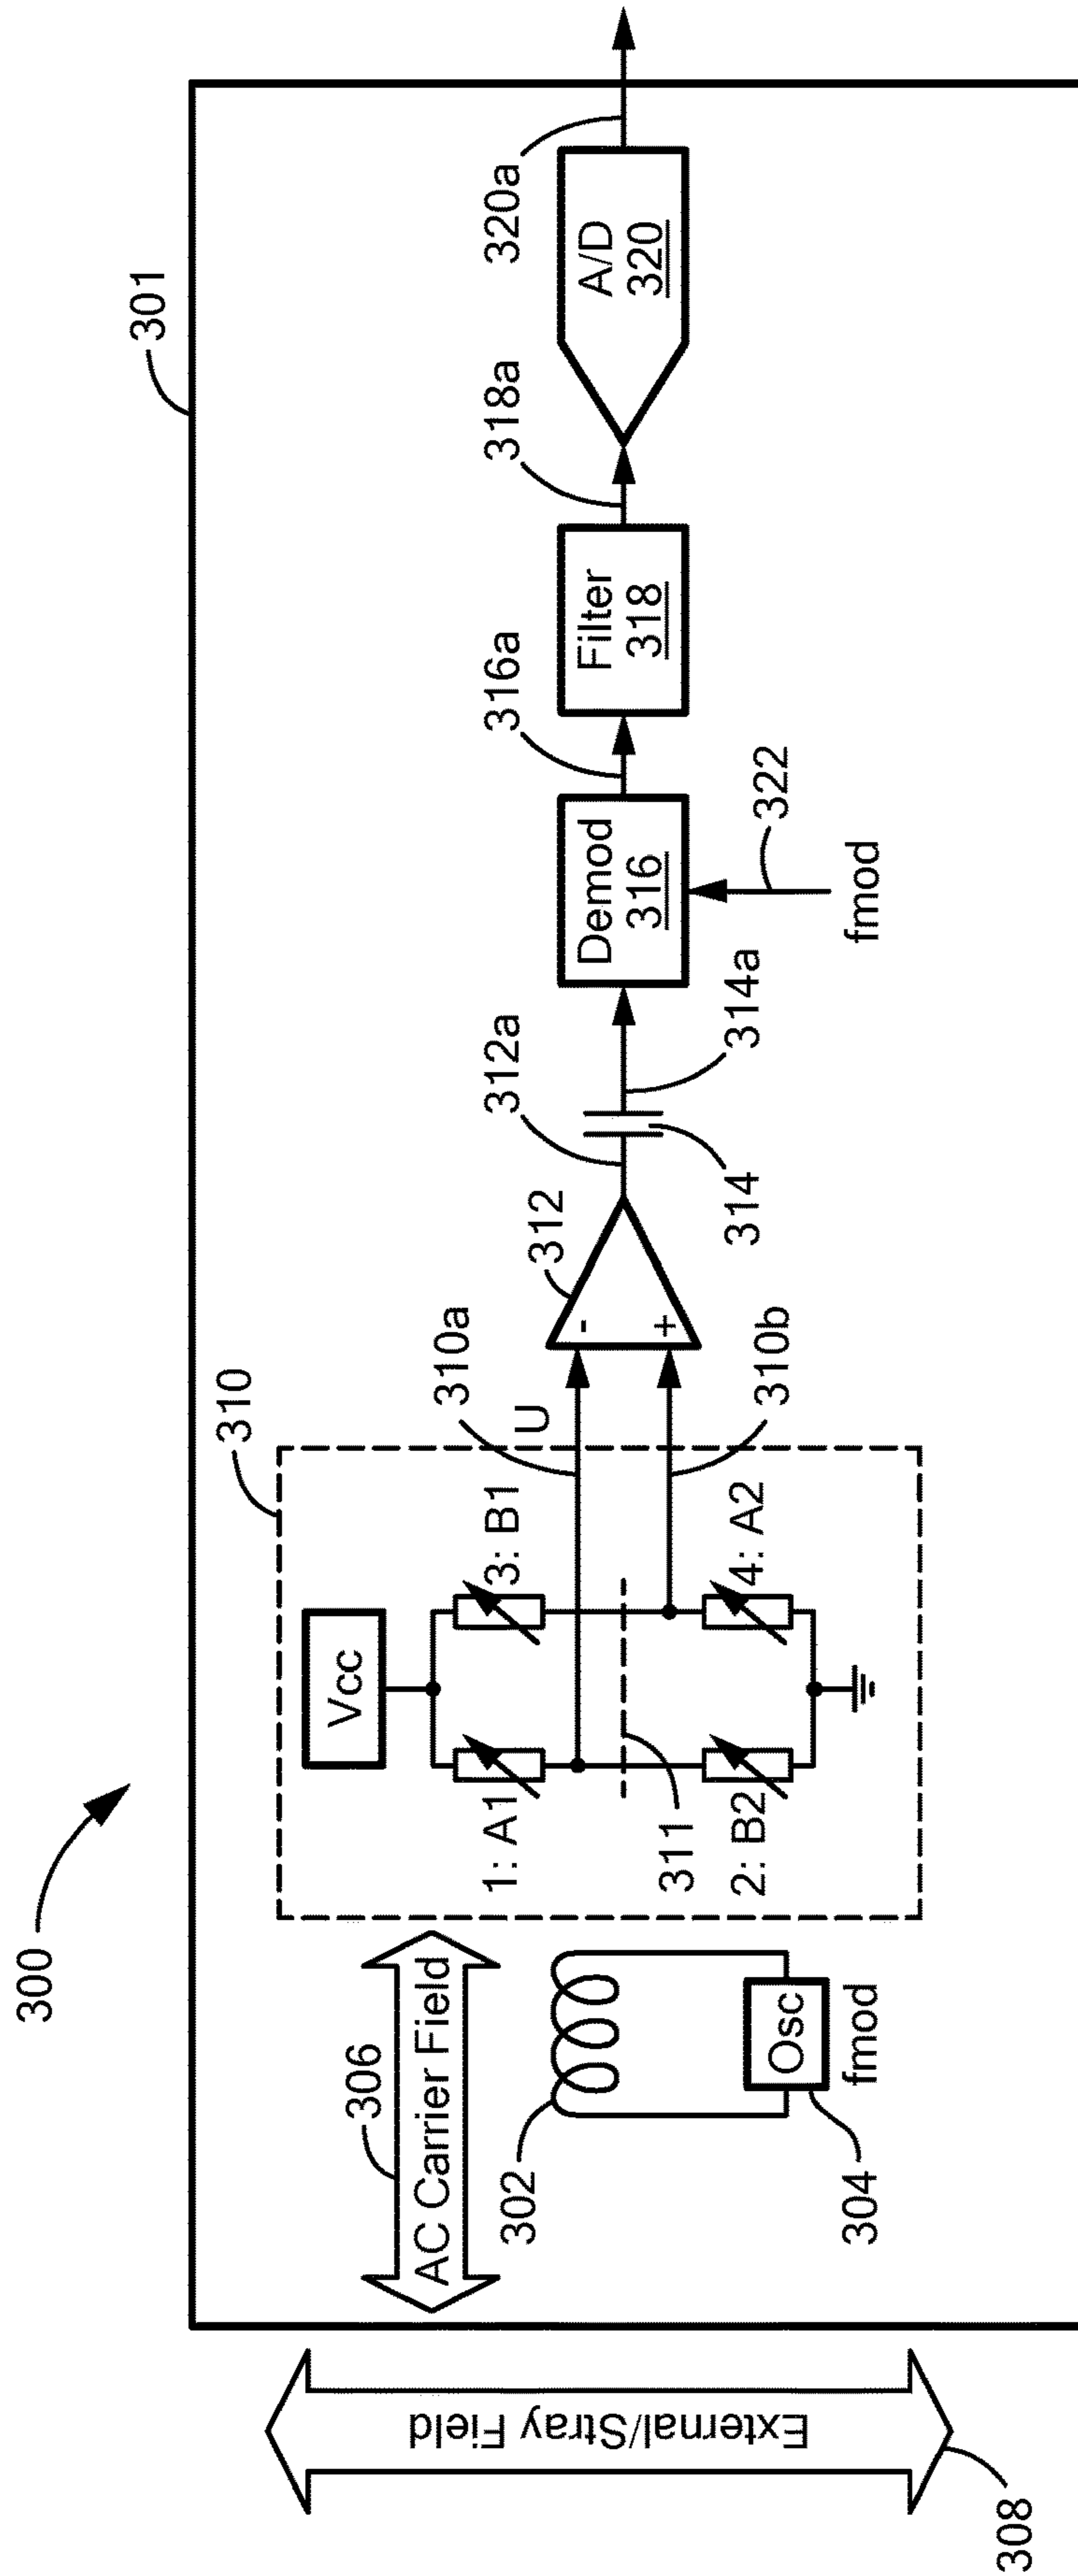 300
301
External/Stray Field
308
306
AC Carrier Field
302
Osc
304
fmod
310
Vcc
1: A1
3: B1
311
2: B2
4: A2
U
310a
310b
312
-
+
312a
314
314a
Demod
316
322
fmod
316a
Filter
318
318a
A/D
320
320a